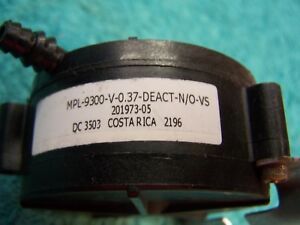 MPL-9300-V-0.37-DEACT-N/O-VS
201973-05
DC 3503 COSTA RICA 2196